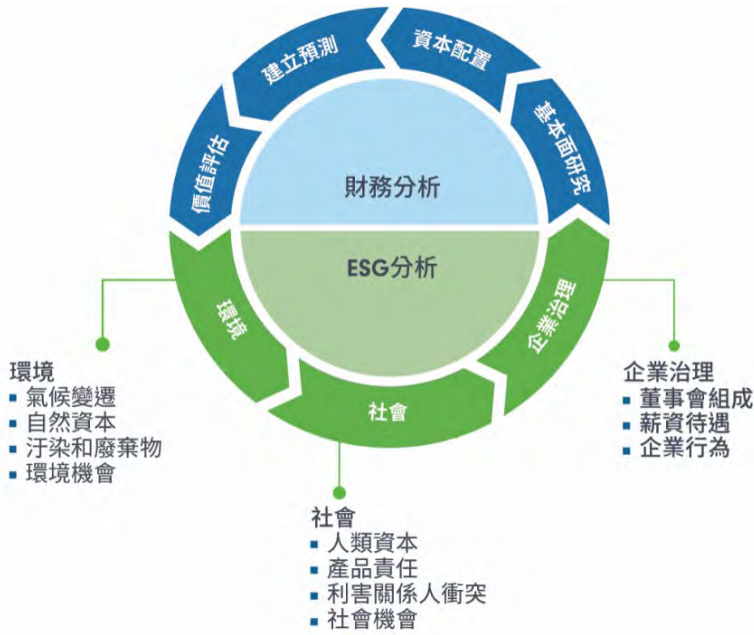 建立預測
資本配置
價值評估
基本面研究
財務分析
ESG分析
環境
企業治理
社會
環境
▪ 氣候變遷
▪ 自然資本
▪ 汙染和廢棄物
▪ 環境機會
企業治理
▪ 董事會組成
▪ 薪資待遇
▪ 企業行為
社會
▪ 人類資本
▪ 產品責任
▪ 利害關係人衝突
▪ 社會機會